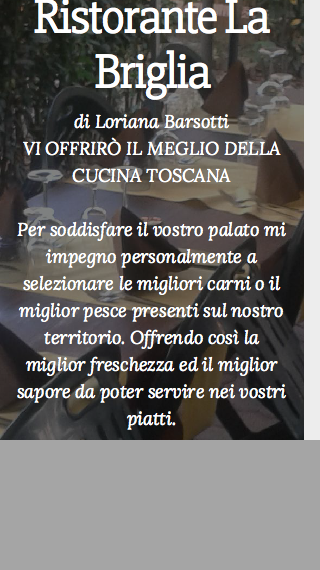 Ristorante La
Briglia
di Loriana Barsotti
VI OFFRIRÒ IL MEGLIO DELLA
CUCINA TOSCANA
Per soddisfare il vostro palato mi
impegno personalmente a
selezionare le migliori carni o il
miglior pesce presenti sul nostro
territorio. Offrendo così la
miglior freschezza ed il miglior
sapore da poter servire nei vostri
piatti.